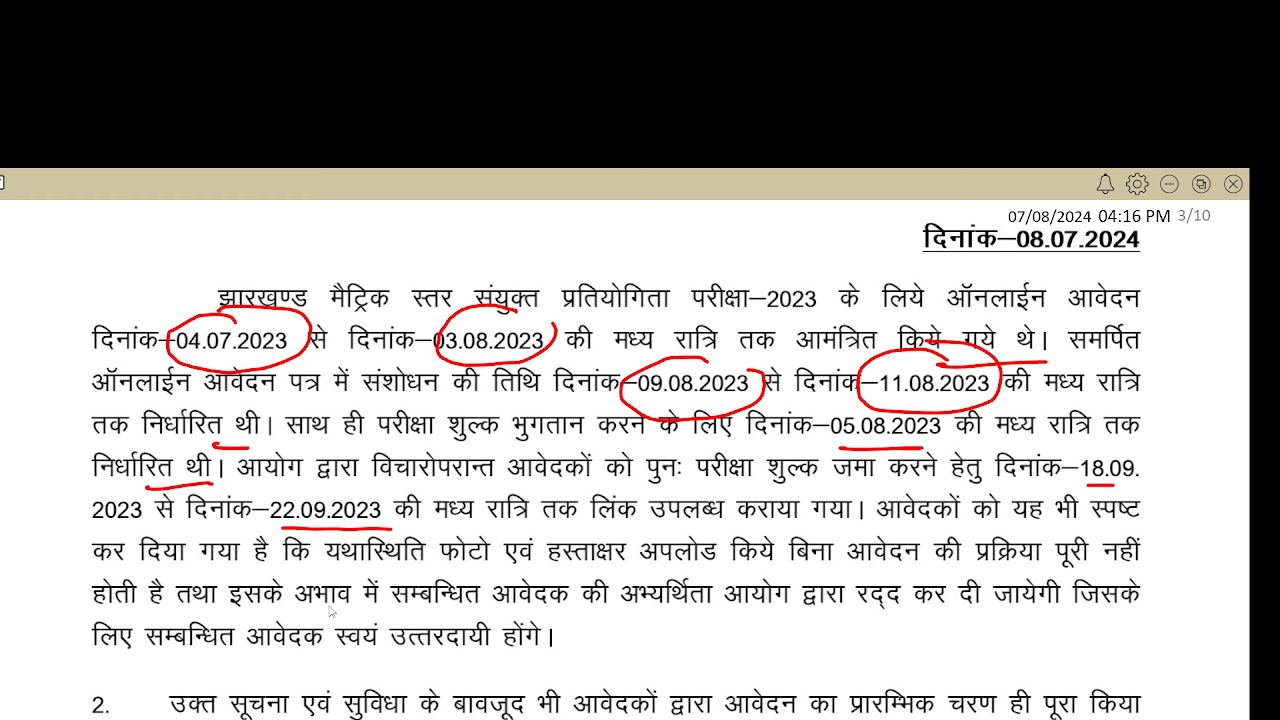 07/08/2024 04:16 PM 3/10
दिनांक–08.07.2024
झारखण्ड मैट्रिक स्तर संयुक्त प्रतियोगिता परीक्षा–2023 के लिये ऑनलाईन आवेदन
दिनांक–04.07.2023 से दिनांक–03.08.2023 की मध्य रात्रि तक आमंत्रित किये गये थे। समर्पित
ऑनलाईन आवेदन पत्र में संशोधन की तिथि दिनांक–09.08.2023 से दिनांक–11.08.2023 की मध्य रात्रि
तक निर्धारित थी। साथ ही परीक्षा शुल्क भुगतान करने के लिए दिनांक–05.08.2023 की मध्य रात्रि तक
निर्धारित थी। आयोग द्वारा विचारोपरान्त आवेदकों को पुनः परीक्षा शुल्क जमा करने हेतु दिनांक–18.09.
2023 से दिनांक–22.09.2023 की मध्य रात्रि तक लिंक उपलब्ध कराया गया। आवेदकों को यह भी स्पष्ट
कर दिया गया है कि यथास्थिति फोटो एवं हस्ताक्षर अपलोड किये बिना आवेदन की प्रक्रिया पूरी नहीं
होती है तथा इसके अभाव में सम्बन्धित आवेदक की अभ्यर्थिता आयोग द्वारा रद्द कर दी जायेगी जिसके
लिए सम्बन्धित आवेदक स्वयं उत्तरदायी होंगे।
2. उक्त सूचना एवं सुविधा के बावजूद भी आवेदकों द्वारा आवेदन का प्रारम्भिक चरण ही पूरा किया